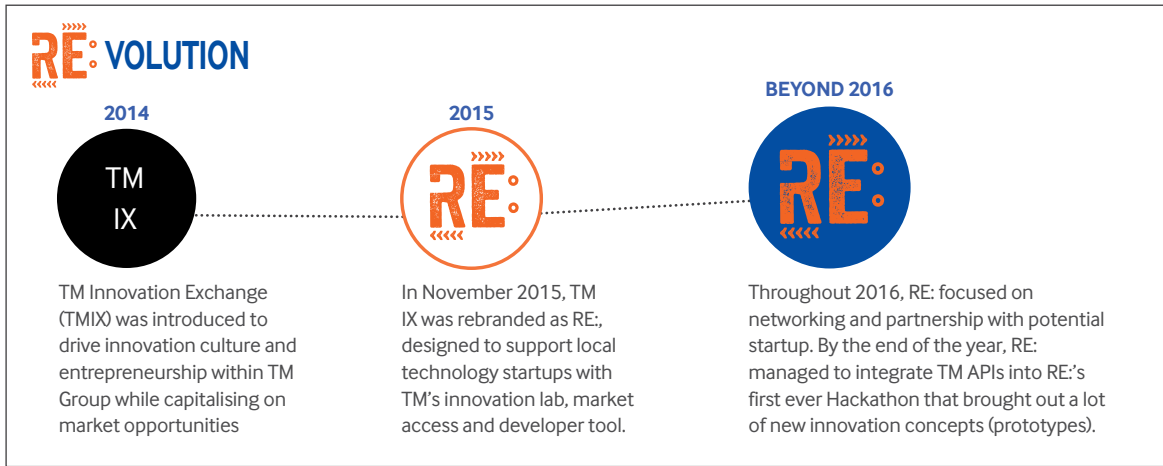 RE: VOLUTION
2014
TM
IX
TM Innovation Exchange
(TMIX) was introduced to
drive innovation culture and
entrepreneurship within TM
Group while capitalising on
market opportunities
2015
RE:
In November 2015, TM
IX was rebranded as RE:,
designed to support local
technology startups with
TM’s innovation lab, market
access and developer tool.
BEYOND 2016
RE:
Throughout 2016, RE: focused on
networking and partnership with potential
startup. By the end of the year, RE:
managed to integrate TM APIs into RE:’s
first ever Hackathon that brought out a lot
of new innovation concepts (prototypes).